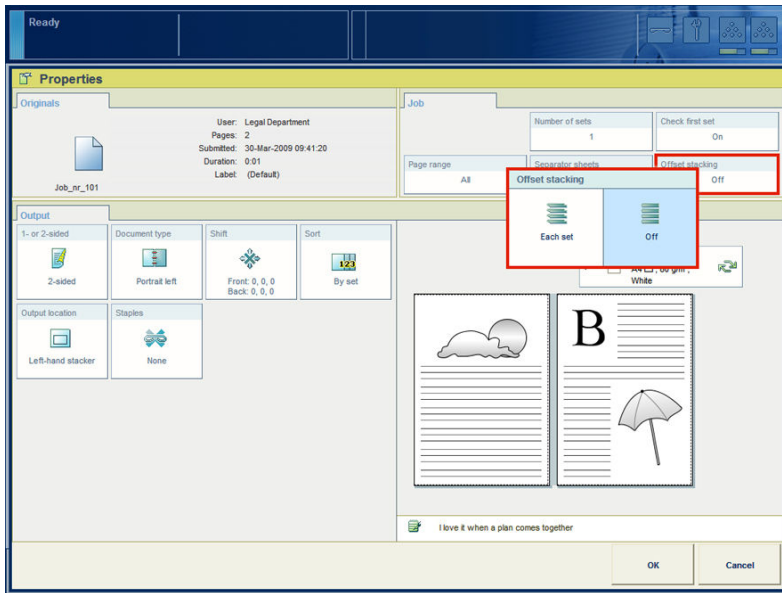 Ready
Properties
Originals
User: Legal Department
Pages: 2
Submitted: 30-Mar-2009 09:41:20
Duration: 0:01
Label: (Default)
Job_nr_101
Job
Number of sets
1
Check first set
On
Page range
All
Separator sheets
Offset stacking
Off
Offset stacking
Each set
Off
Output
1- or 2-sided
2-sided
Document type
Portrait left
Shift
Front: 0, 0, 0
Back: 0, 0, 0
Sort
123
By set
Output location
Left-hand stacker
Staples
None
White
B
I love it when a plan comes together
OK
Cancel